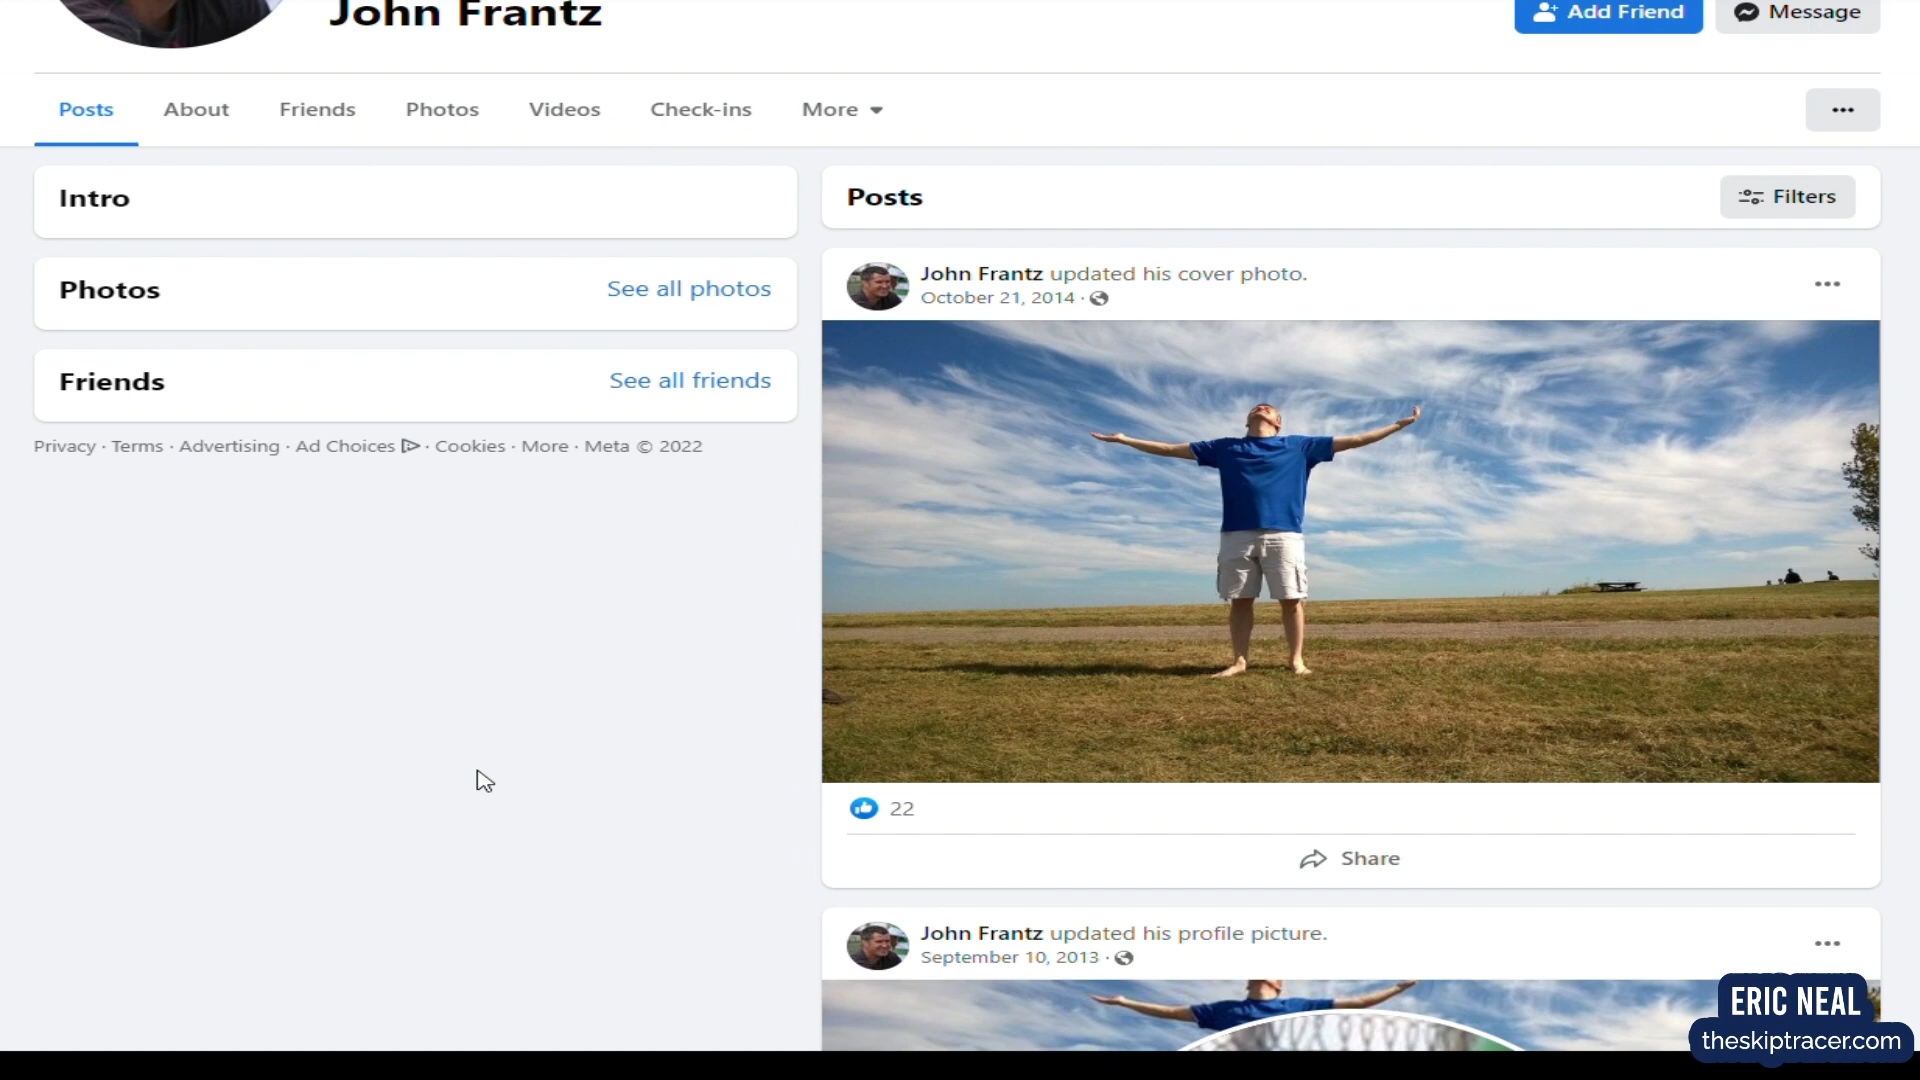 John Frantz
Add Friend
Message
Posts
About
Friends
Photos
Videos
Check-ins
More
Intro
Photos
See all photos
Friends
See all friends
Privacy · Terms · Advertising · Ad Choices · Cookies · More · Meta © 2022
Posts
Filters
John Frantz updated his cover photo.
October 21, 2014 ·
22
Share
John Frantz updated his profile picture.
September 10, 2013 ·
ERIC NEAL
theskiptracer.com